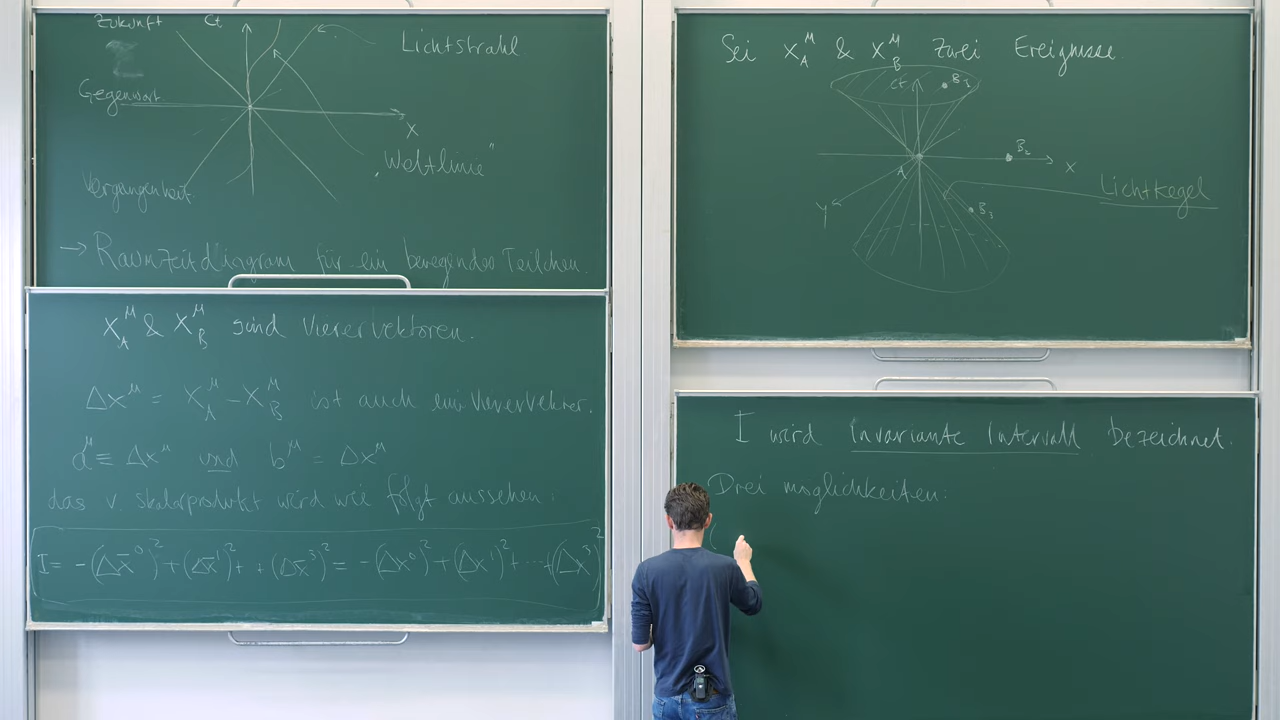 Zukunft
Ct
Lichtstrahl
Gegenwart
X
„Weltlinie"
Vergangenheit
→ Raumzeitdiagram für ein bewegendes Teilchen.
X_A^μ & X_B^μ sind Vierervektoren.
Δx^μ = X_A^μ - X_B^μ ist auch ein Vierervektor.
a^μ ≡ Δx^μ und b^μ = Δx^μ
das v. skalarprodukt wird wie folgt aussehen:
I = -(Δx̄^0)^2 + (Δx̄^1)^2 + + (Δx̄^3)^2 = -(Δx^0)^2 + (Δx^1)^2 + ... + (Δx^3)^2
Sei X_A^μ & X_B^μ zwei Ereignisse.
Ct
B_1
B_2
A
X
Lichtkegel
Y
B_3
I wird Invariante Intervall bezeichnet.
Drei möglichkeiten:
(